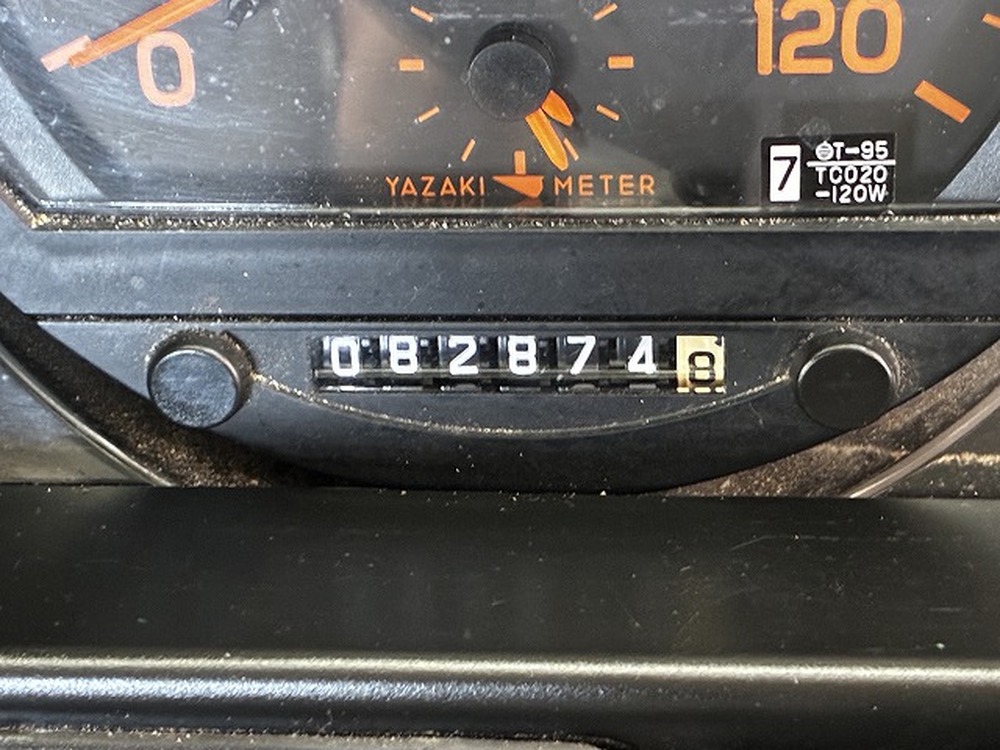 0
120
YAZAKI METER
7 T-95
TC020
-120W
0828748